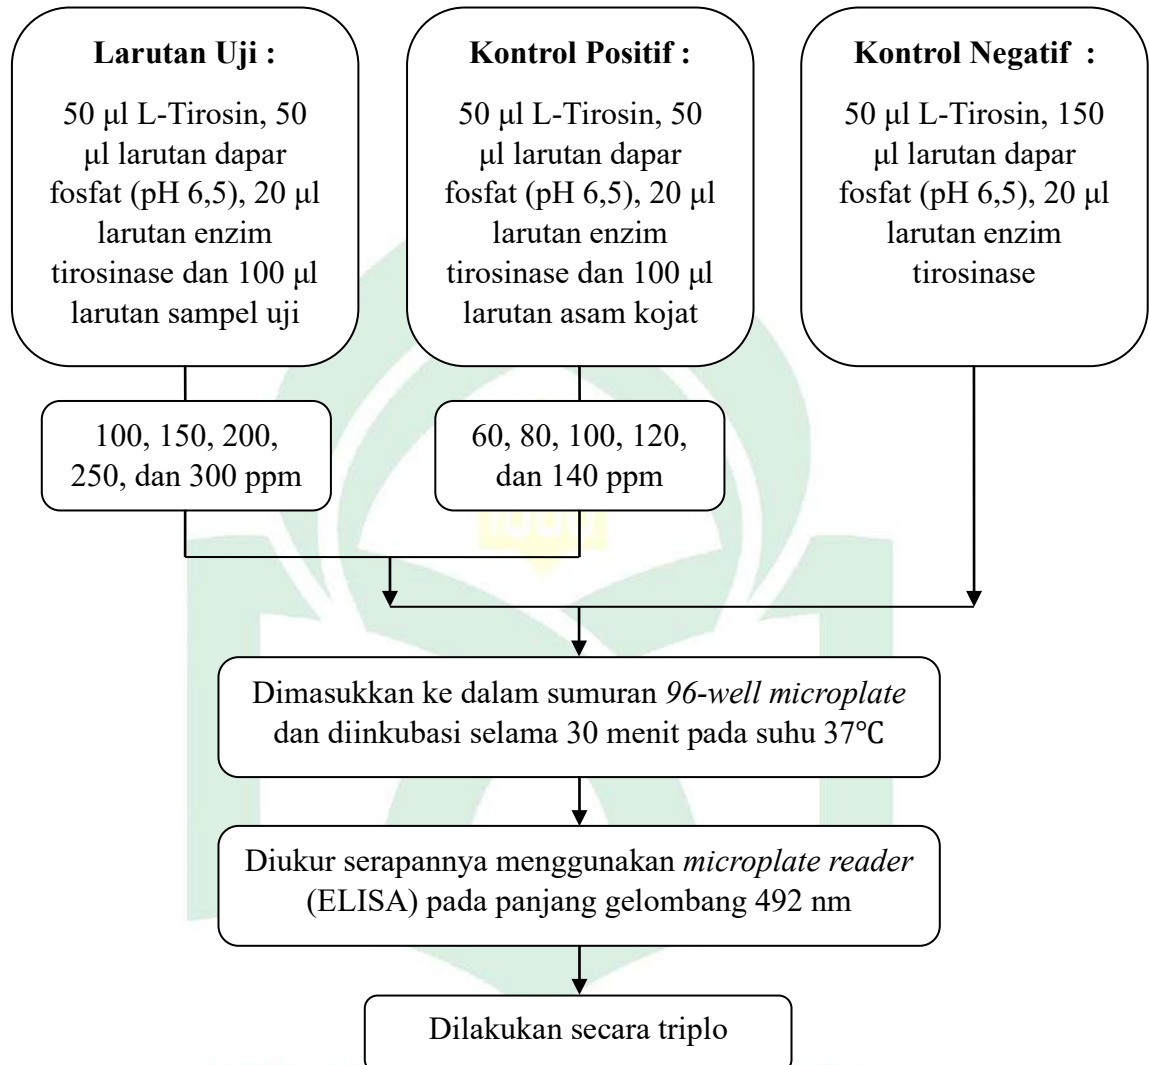 Larutan Uji :
50 µl L-Tirosin, 50
µl larutan dapar
fosfat (pH 6,5), 20 µl
larutan enzim
tirosinase dan 100 µl
larutan sampel uji
Kontrol Positif :
50 µl L-Tirosin, 50
µl larutan dapar
fosfat (pH 6,5), 20 µl
larutan enzim
tirosinase dan 100 µl
larutan asam kojat
Kontrol Negatif :
50 µl L-Tirosin, 150
µl larutan dapar
fosfat (pH 6,5), 20 µl
larutan enzim
tirosinase
100, 150, 200,
250, dan 300 ppm
60, 80, 100, 120,
dan 140 ppm
Dimasukkan ke dalam sumuran 96-well microplate
dan diinkubasi selama 30 menit pada suhu 37℃
Diukur serapannya menggunakan microplate reader
(ELISA) pada panjang gelombang 492 nm
Dilakukan secara triplo